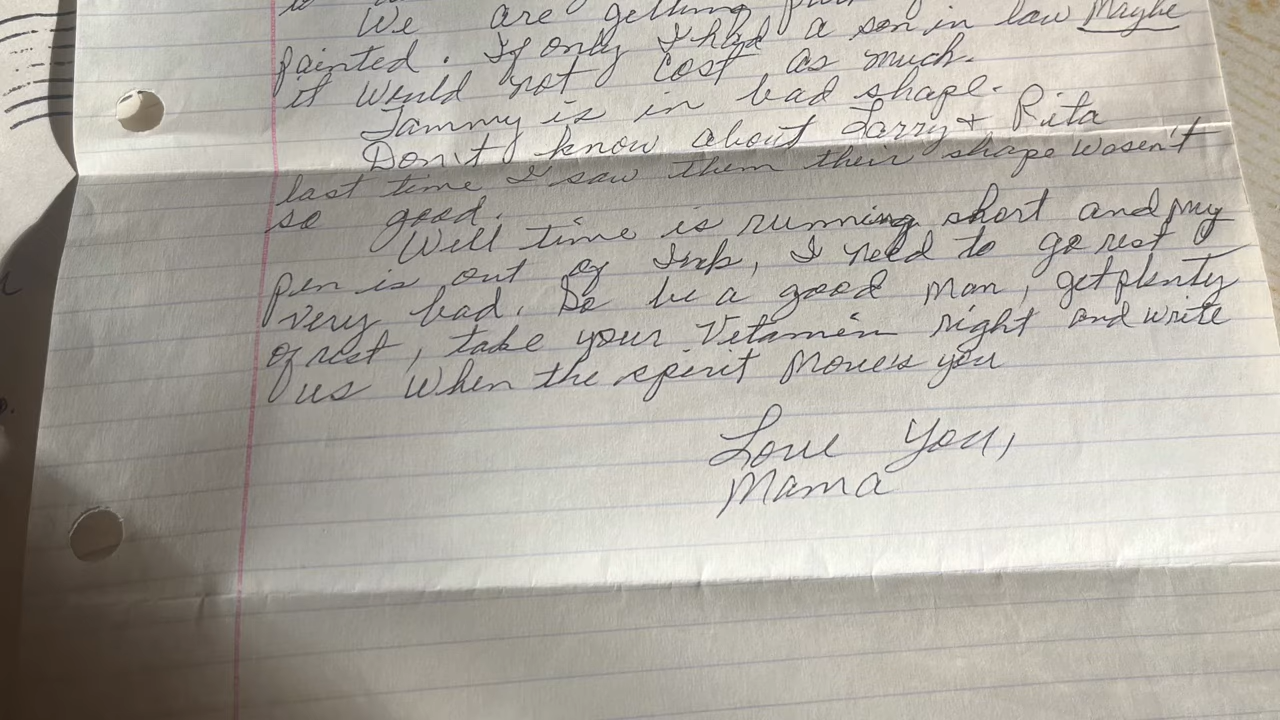 We are getting
painted. If only I had a son in law Maybe
it would not cost as much.
Tammy is in bad shape.
Don't know about Larry & Rita
last time I saw them their shape wasen't
so good.
Well time is running short and my
pen is out of Ink, I need to go rest
very bad. So be a good man, get plenty
of rest, take your Vetamen right and write
us when the spirit moves you
Love You,
Mama